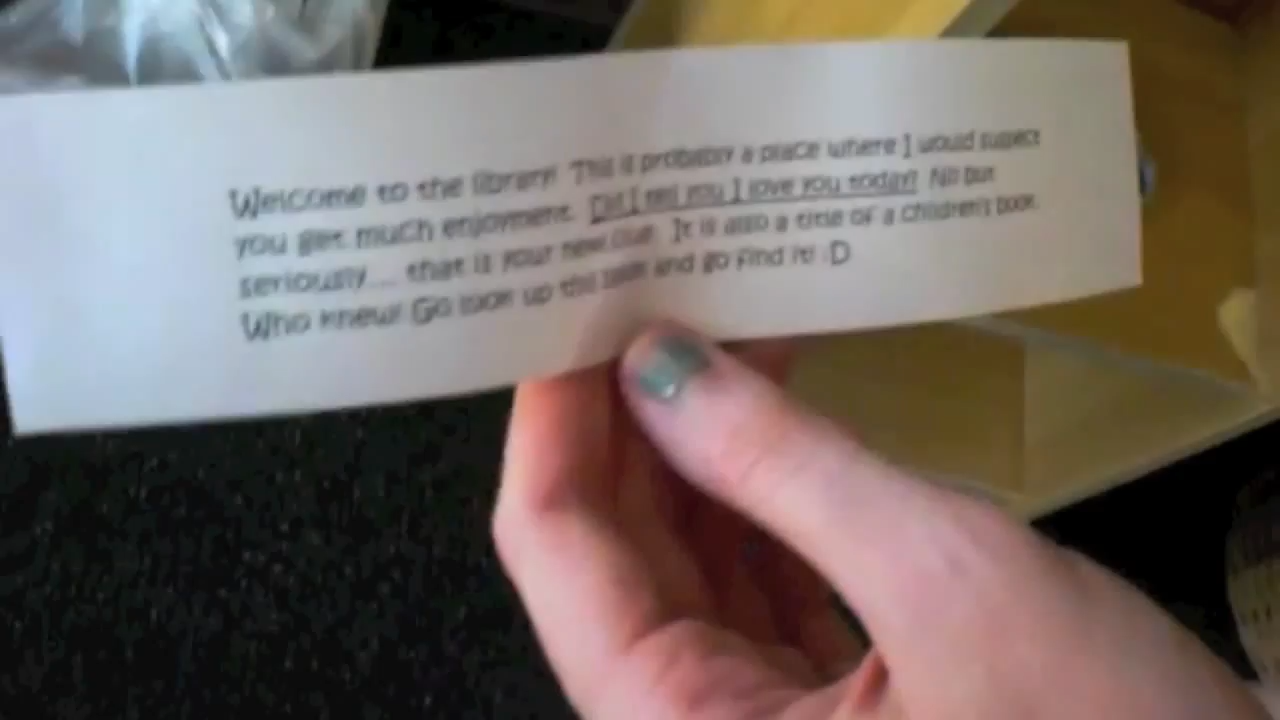 Welcome to the library! This is probably a place where I would suspect
you get much enjoyment. Did I tell you I love you today? No but
seriously.... that is your new clue. It is also a title of a children's book.
Who knew! Go look up this book and go find it! :D